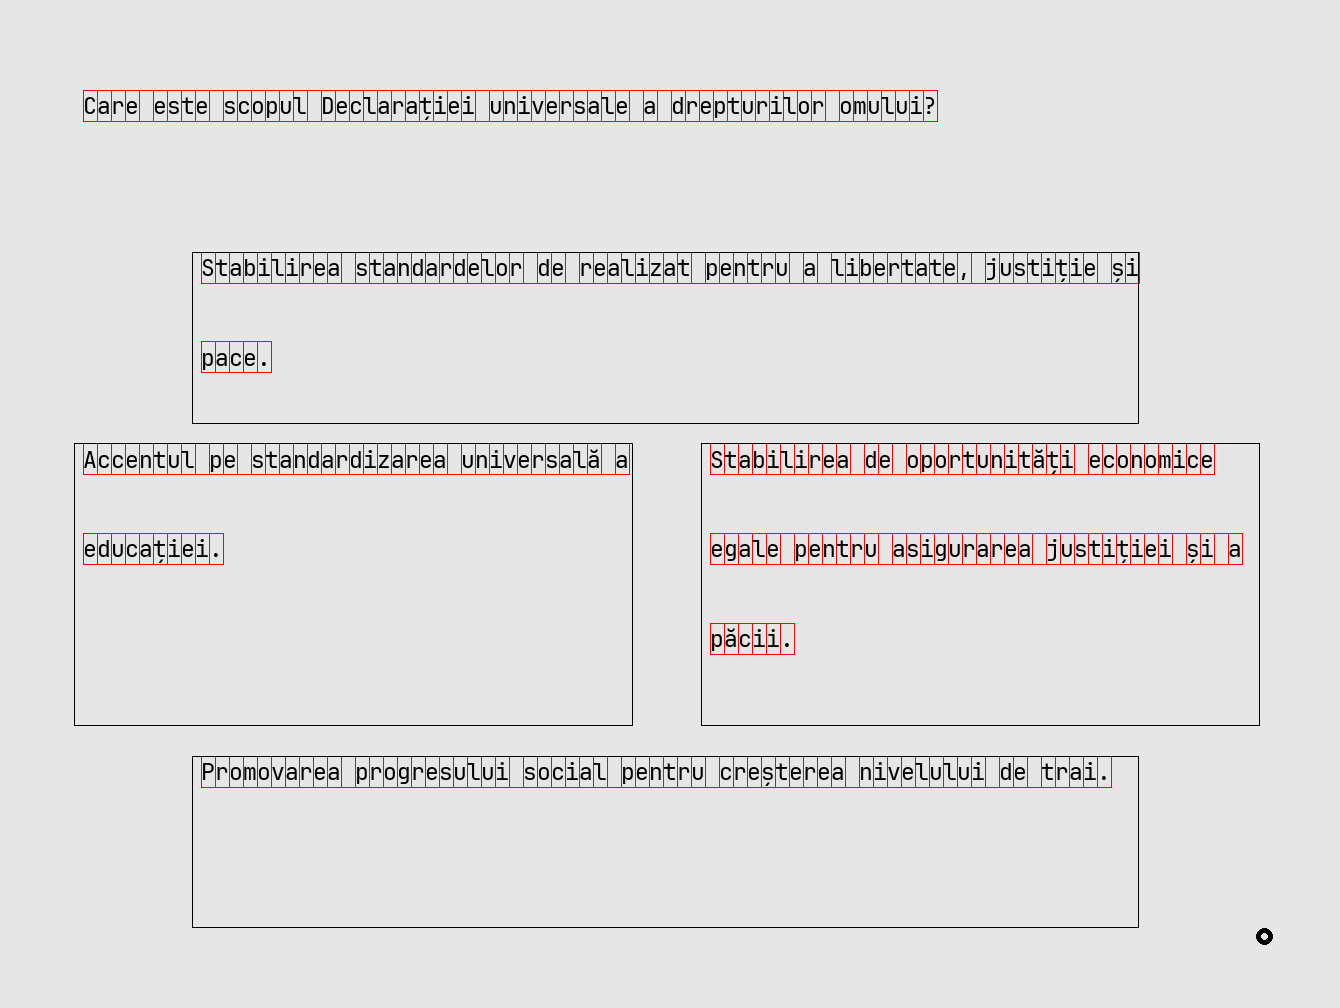 Care este scopul Declarației universale a drepturilor omului?
Stabilirea standardelor de realizat pentru a libertate, justiție și
pace.
Accentul pe standardizarea universală a
educației.
Stabilirea de oportunități economice
egale pentru asigurarea justiției și a
păcii.
Promovarea progresului social pentru creșterea nivelului de trai.